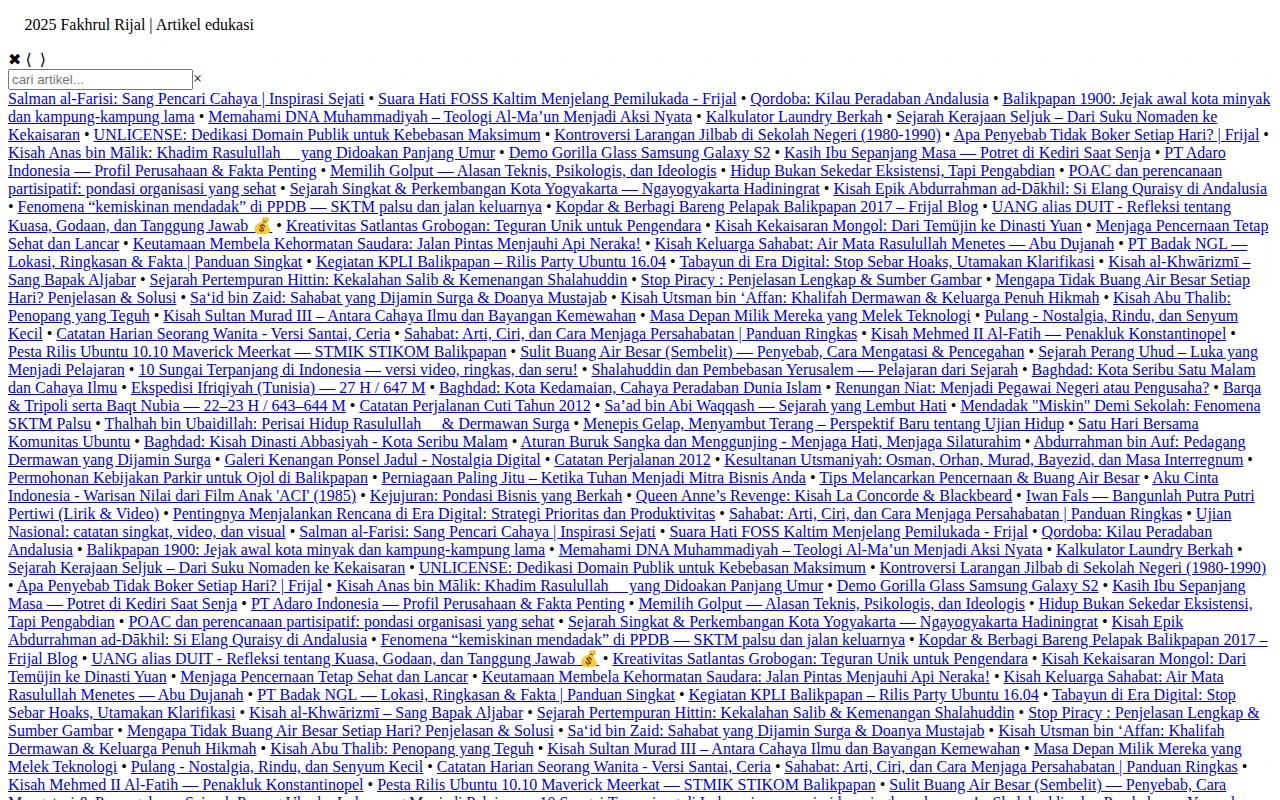 2025 Fakhrul Rijal | Artikel edukasi
✖ ⟨ ⟩
cari artikel... ×
Salman al-Farisi: Sang Pencari Cahaya | Inspirasi Sejati • Suara Hati FOSS Kaltim Menjelang Pemilukada - Frijal • Qordoba: Kilau Peradaban Andalusia • Balikpapan 1900: Jejak awal kota minyak
dan kampung-kampung lama • Memahami DNA Muhammadiyah – Teologi Al-Ma’un Menjadi Aksi Nyata • Kalkulator Laundry Berkah • Sejarah Kerajaan Seljuk – Dari Suku Nomaden ke
Kekaisaran • UNLICENSE: Dedikasi Domain Publik untuk Kebebasan Maksimum • Kontroversi Larangan Jilbab di Sekolah Negeri (1980-1990) • Apa Penyebab Tidak Boker Setiap Hari? | Frijal •
Kisah Anas bin Mālik: Khadim Rasulullah yang Didoakan Panjang Umur • Demo Gorilla Glass Samsung Galaxy S2 • Kasih Ibu Sepanjang Masa — Potret di Kediri Saat Senja • PT Adaro
Indonesia — Profil Perusahaan & Fakta Penting • Memilih Golput — Alasan Teknis, Psikologis, dan Ideologis • Hidup Bukan Sekedar Eksistensi, Tapi Pengabdian • POAC dan perencanaan
partisipatif: pondasi organisasi yang sehat • Sejarah Singkat & Perkembangan Kota Yogyakarta — Ngayogyakarta Hadiningrat • Kisah Epik Abdurrahman ad-Dākhil: Si Elang Quraisy di Andalusia
• Fenomena “kemiskinan mendadak” di PPDB — SKTM palsu dan jalan keluarnya • Kopdar & Berbagi Bareng Pelapak Balikpapan 2017 – Frijal Blog • UANG alias DUIT - Refleksi tentang
Kuasa, Godaan, dan Tanggung Jawab 💰 • Kreativitas Satlantas Grobogan: Teguran Unik untuk Pengendara • Kisah Kekaisaran Mongol: Dari Temüjin ke Dinasti Yuan • Menjaga Pencernaan Tetap
Sehat dan Lancar • Keutamaan Membela Kehormatan Saudara: Jalan Pintas Menjauhi Api Neraka! • Kisah Keluarga Sahabat: Air Mata Rasulullah Menetes — Abu Dujanah • PT Badak NGL —
Lokasi, Ringkasan & Fakta | Panduan Singkat • Kegiatan KPLI Balikpapan – Rilis Party Ubuntu 16.04 • Tabayun di Era Digital: Stop Sebar Hoaks, Utamakan Klarifikasi • Kisah al-Khwārizmī –
Sang Bapak Aljabar • Sejarah Pertempuran Hittin: Kekalahan Salib & Kemenangan Shalahuddin • Stop Piracy : Penjelasan Lengkap & Sumber Gambar • Mengapa Tidak Buang Air Besar Setiap
Hari? Penjelasan & Solusi • Sa‘id bin Zaid: Sahabat yang Dijamin Surga & Doanya Mustajab • Kisah Utsman bin ‘Affan: Khalifah Dermawan & Keluarga Penuh Hikmah • Kisah Abu Thalib:
Penopang yang Teguh • Kisah Sultan Murad III – Antara Cahaya Ilmu dan Bayangan Kemewahan • Masa Depan Milik Mereka yang Melek Teknologi • Pulang - Nostalgia, Rindu, dan Senyum
Kecil • Catatan Harian Seorang Wanita - Versi Santai, Ceria • Sahabat: Arti, Ciri, dan Cara Menjaga Persahabatan | Panduan Ringkas • Kisah Mehmed II Al-Fatih — Penakluk Konstantinopel •
Pesta Rilis Ubuntu 10.10 Maverick Meerkat — STMIK STIKOM Balikpapan • Sulit Buang Air Besar (Sembelit) — Penyebab, Cara Mengatasi & Pencegahan • Sejarah Perang Uhud – Luka yang
Menjadi Pelajaran • 10 Sungai Terpanjang di Indonesia — versi video, ringkas, dan seru! • Shalahuddin dan Pembebasan Yerusalem — Pelajaran dari Sejarah • Baghdad: Kota Seribu Satu Malam
dan Cahaya Ilmu • Ekspedisi Ifriqiyah (Tunisia) — 27 H / 647 M • Baghdad: Kota Kedamaian, Cahaya Peradaban Dunia Islam • Renungan Niat: Menjadi Pegawai Negeri atau Pengusaha? • Barqa
& Tripoli serta Baqt Nubia — 22–23 H / 643–644 M • Catatan Perjalanan Cuti Tahun 2012 • Sa’ad bin Abi Waqqash — Sejarah yang Lembut Hati • Mendadak "Miskin" Demi Sekolah: Fenomena
SKTM Palsu • Thalhah bin Ubaidillah: Perisai Hidup Rasulullah & Dermawan Surga • Menepis Gelap, Menyambut Terang – Perspektif Baru tentang Ujian Hidup • Satu Hari Bersama
Komunitas Ubuntu • Baghdad: Kisah Dinasti Abbasiyah - Kota Seribu Malam • Aturan Buruk Sangka dan Menggunjing - Menjaga Hati, Menjaga Silaturahim • Abdurrahman bin Auf: Pedagang
Dermawan yang Dijamin Surga • Galeri Kenangan Ponsel Jadul - Nostalgia Digital • Catatan Perjalanan 2012 • Kesultanan Utsmaniyah: Osman, Orhan, Murad, Bayezid, dan Masa Interregnum •
Permohonan Kebijakan Parkir untuk Ojol di Balikpapan • Perniagaan Paling Jitu – Ketika Tuhan Menjadi Mitra Bisnis Anda • Tips Melancarkan Pencernaan & Buang Air Besar • Aku Cinta
Indonesia - Warisan Nilai dari Film Anak 'ACI' (1985) • Kejujuran: Pondasi Bisnis yang Berkah • Queen Anne’s Revenge: Kisah La Concorde & Blackbeard • Iwan Fals — Bangunlah Putra Putri
Pertiwi (Lirik & Video) • Pentingnya Menjalankan Rencana di Era Digital: Strategi Prioritas dan Produktivitas • Sahabat: Arti, Ciri, dan Cara Menjaga Persahabatan | Panduan Ringkas • Ujian
Nasional: catatan singkat, video, dan visual • Salman al-Farisi: Sang Pencari Cahaya | Inspirasi Sejati • Suara Hati FOSS Kaltim Menjelang Pemilukada - Frijal • Qordoba: Kilau Peradaban
Andalusia • Balikpapan 1900: Jejak awal kota minyak dan kampung-kampung lama • Memahami DNA Muhammadiyah – Teologi Al-Ma’un Menjadi Aksi Nyata • Kalkulator Laundry Berkah •
Sejarah Kerajaan Seljuk – Dari Suku Nomaden ke Kekaisaran • UNLICENSE: Dedikasi Domain Publik untuk Kebebasan Maksimum • Kontroversi Larangan Jilbab di Sekolah Negeri (1980-1990)
• Apa Penyebab Tidak Boker Setiap Hari? | Frijal • Kisah Anas bin Mālik: Khadim Rasulullah yang Didoakan Panjang Umur • Demo Gorilla Glass Samsung Galaxy S2 • Kasih Ibu Sepanjang
Masa — Potret di Kediri Saat Senja • PT Adaro Indonesia — Profil Perusahaan & Fakta Penting • Memilih Golput — Alasan Teknis, Psikologis, dan Ideologis • Hidup Bukan Sekedar Eksistensi,
Tapi Pengabdian • POAC dan perencanaan partisipatif: pondasi organisasi yang sehat • Sejarah Singkat & Perkembangan Kota Yogyakarta — Ngayogyakarta Hadiningrat • Kisah Epik
Abdurrahman ad-Dākhil: Si Elang Quraisy di Andalusia • Fenomena “kemiskinan mendadak” di PPDB — SKTM palsu dan jalan keluarnya • Kopdar & Berbagi Bareng Pelapak Balikpapan 2017 –
Frijal Blog • UANG alias DUIT - Refleksi tentang Kuasa, Godaan, dan Tanggung Jawab 💰 • Kreativitas Satlantas Grobogan: Teguran Unik untuk Pengendara • Kisah Kekaisaran Mongol: Dari
Temüjin ke Dinasti Yuan • Menjaga Pencernaan Tetap Sehat dan Lancar • Keutamaan Membela Kehormatan Saudara: Jalan Pintas Menjauhi Api Neraka! • Kisah Keluarga Sahabat: Air Mata
Rasulullah Menetes — Abu Dujanah • PT Badak NGL — Lokasi, Ringkasan & Fakta | Panduan Singkat • Kegiatan KPLI Balikpapan – Rilis Party Ubuntu 16.04 • Tabayun di Era Digital: Stop
Sebar Hoaks, Utamakan Klarifikasi • Kisah al-Khwārizmī – Sang Bapak Aljabar • Sejarah Pertempuran Hittin: Kekalahan Salib & Kemenangan Shalahuddin • Stop Piracy : Penjelasan Lengkap &
Sumber Gambar • Mengapa Tidak Buang Air Besar Setiap Hari? Penjelasan & Solusi • Sa‘id bin Zaid: Sahabat yang Dijamin Surga & Doanya Mustajab • Kisah Utsman bin ‘Affan: Khalifah
Dermawan & Keluarga Penuh Hikmah • Kisah Abu Thalib: Penopang yang Teguh • Kisah Sultan Murad III – Antara Cahaya Ilmu dan Bayangan Kemewahan • Masa Depan Milik Mereka yang
Melek Teknologi • Pulang - Nostalgia, Rindu, dan Senyum Kecil • Catatan Harian Seorang Wanita - Versi Santai, Ceria • Sahabat: Arti, Ciri, dan Cara Menjaga Persahabatan | Panduan Ringkas •
Kisah Mehmed II Al-Fatih — Penakluk Konstantinopel • Pesta Rilis Ubuntu 10.10 Maverick Meerkat — STMIK STIKOM Balikpapan • Sulit Buang Air Besar (Sembelit) — Penyebab, Cara